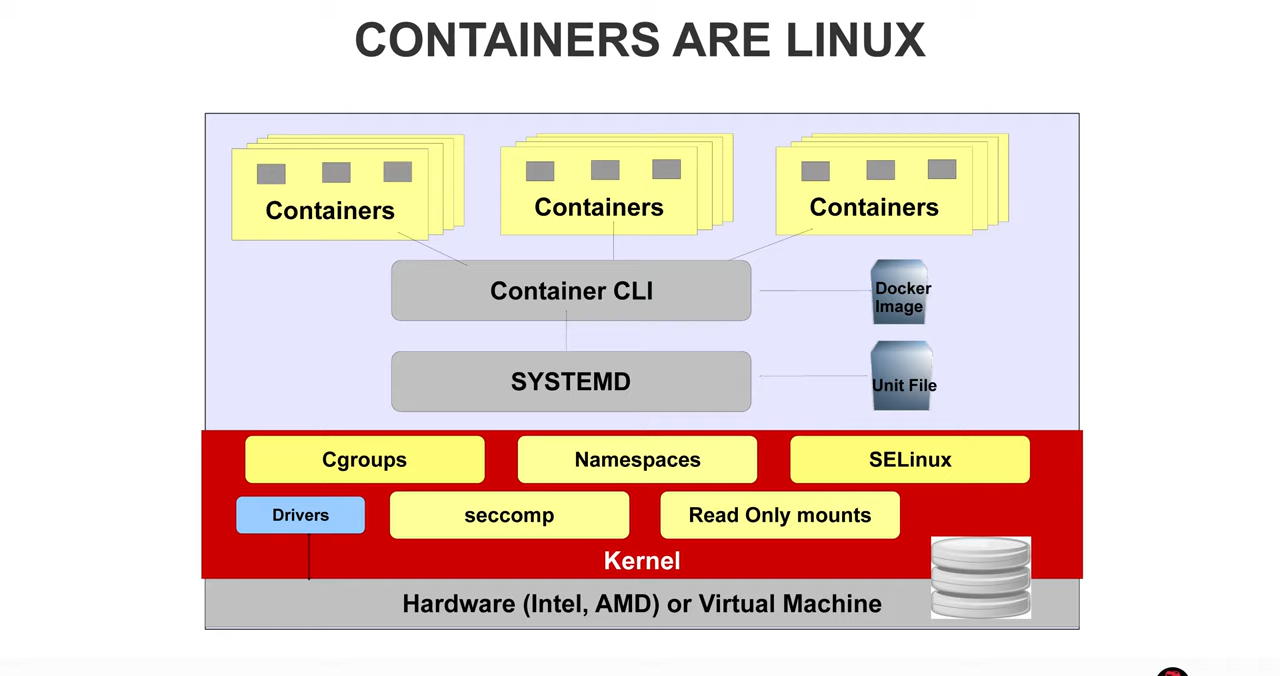 CONTAINERS ARE LINUX
Containers
Containers
Containers
Container CLI
Docker
Image
SYSTEMD
Unit File
Cgroups
Namespaces
SELinux
Drivers
seccomp
Read Only mounts
Kernel
Hardware (Intel, AMD) or Virtual Machine